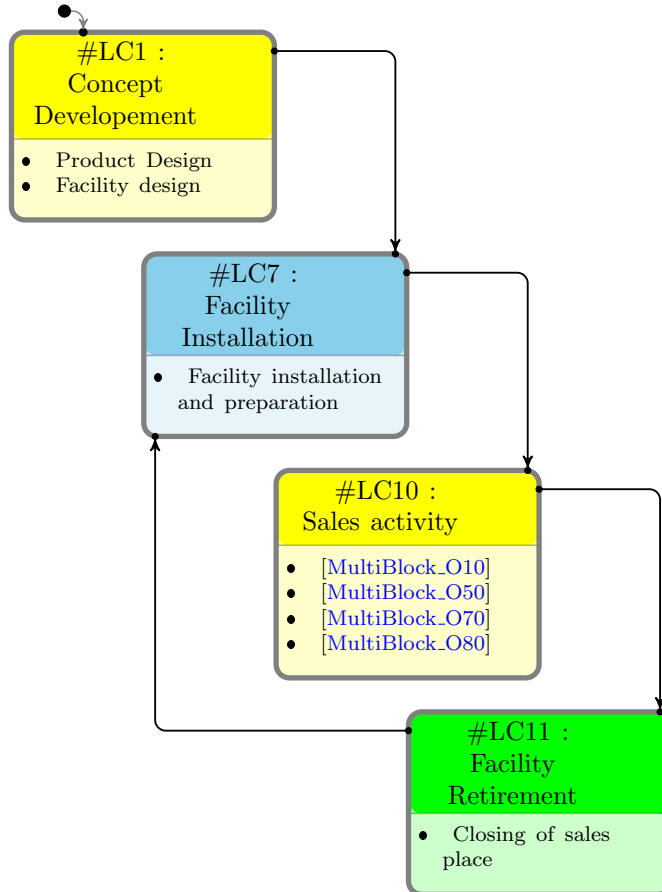 #LC1 :
Concept
Developement
• Product Design
• Facility design
#LC7 :
Facility
Installation
• Facility installation
and preparation
#LC10 :
Sales activity
• [MultiBlock_O10]
• [MultiBlock_O50]
• [MultiBlock_O70]
• [MultiBlock_O80]
#LC11 :
Facility
Retirement
• Closing of sales
place